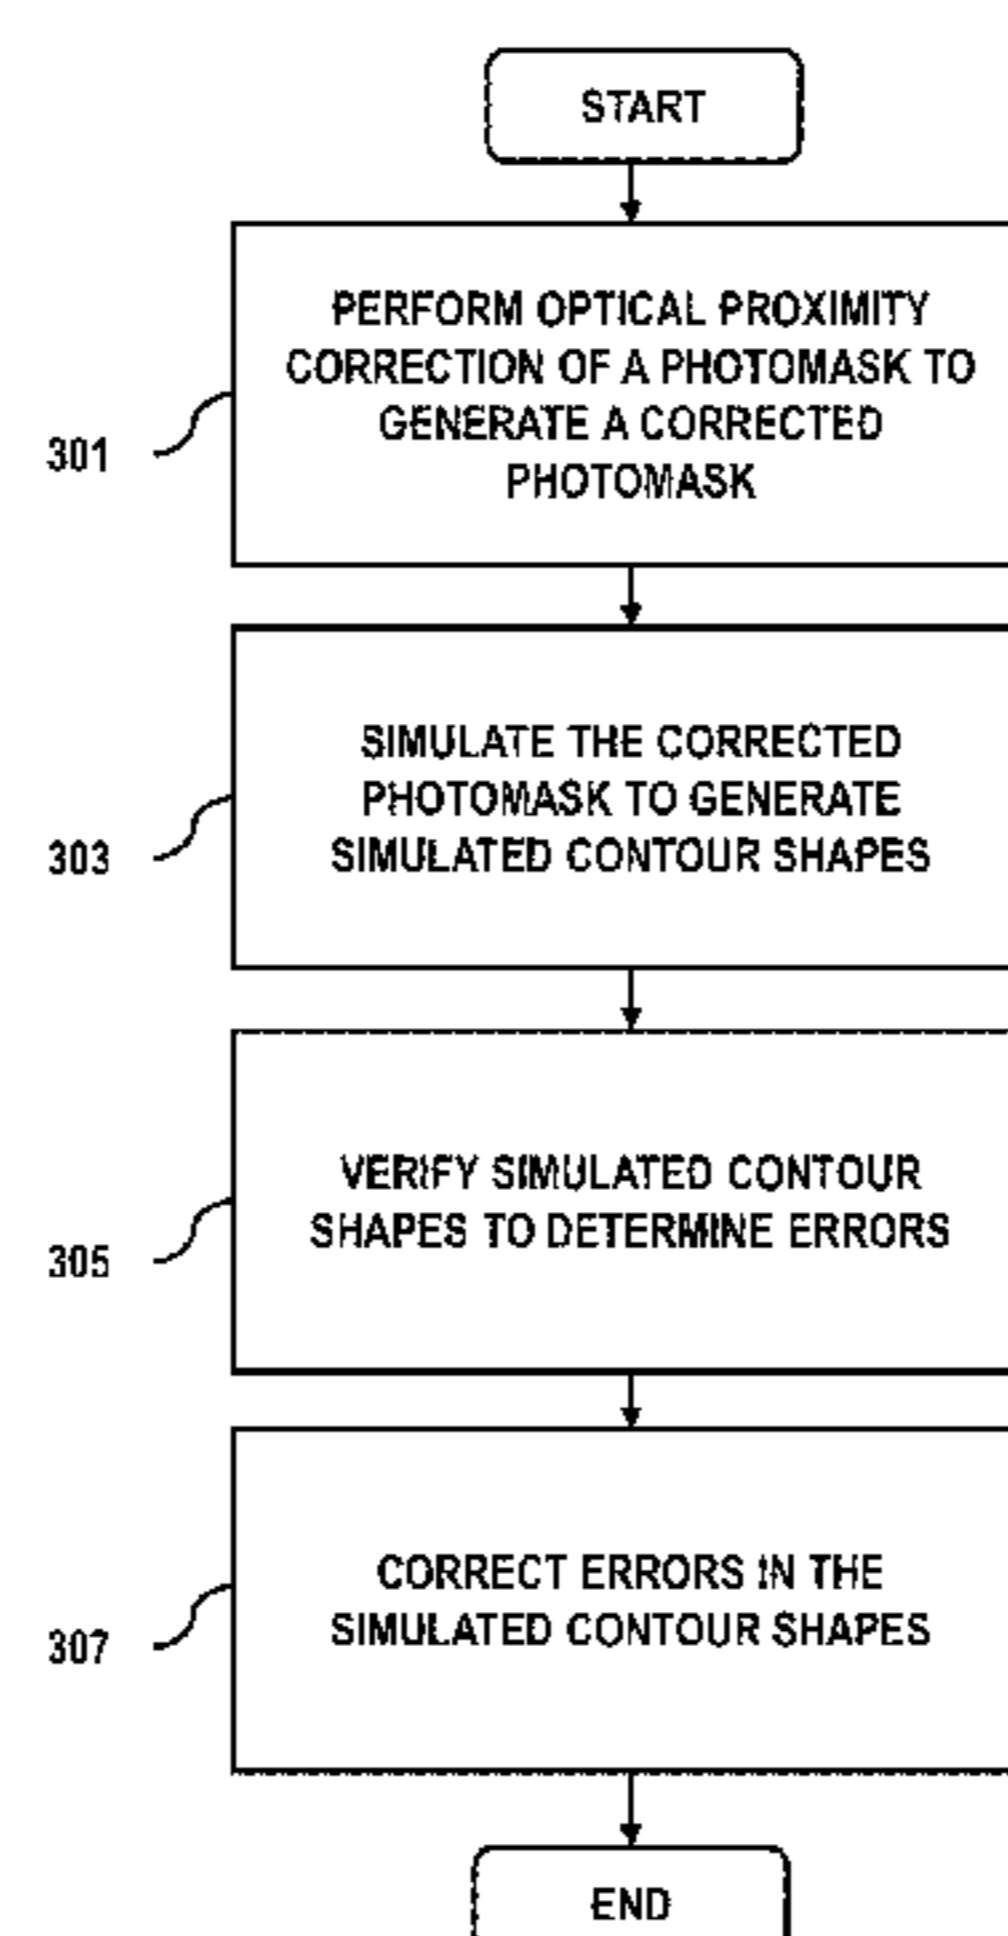 START
PERFORM OPTICAL PROXIMITY
CORRECTION OF A PHOTOMASK TO
GENERATE A CORRECTED
PHOTOMASK
301
SIMULATE THE CORRECTED
PHOTOMASK TO GENERATE
SIMULATED CONTOUR SHAPES
303
VERIFY SIMULATED CONTOUR
SHAPES TO DETERMINE ERRORS
305
CORRECT ERRORS IN THE
SIMULATED CONTOUR SHAPES
307
END